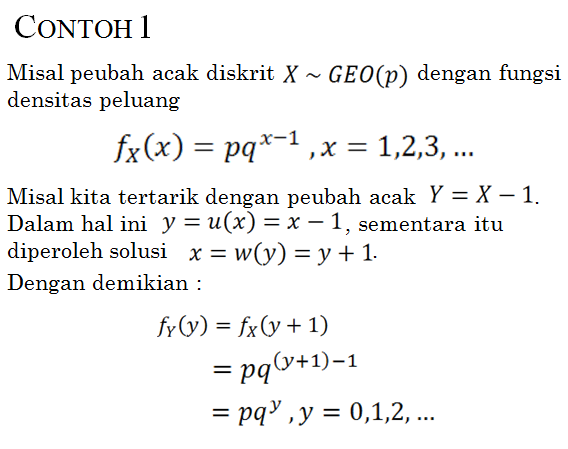 CONTOH 1
Misal peubah acak diskrit X ~ GEO(p) dengan fungsi
densitas peluang
f_X(x) = pq^{x−1} , x = 1,2,3, ...
Misal kita tertarik dengan peubah acak Y = X − 1.
Dalam hal ini y = u(x) = x − 1, sementara itu
diperoleh solusi x = w(y) = y + 1.
Dengan demikian :
f_Y(y) = f_X(y + 1)
= pq^{(y+1)−1}
= pq^y , y = 0,1,2, ...